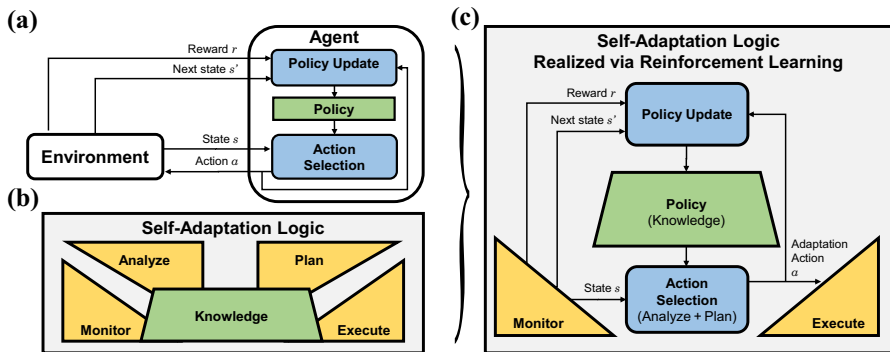 (a)
Agent
Reward r
Policy Update
Next state s'
Policy
State s
Environment
Action a
Action
Selection
(b)
Self-Adaptation Logic
Analyze
Plan
Knowledge
Monitor
Execute
(c)
Self-Adaptation Logic
Realized via Reinforcement Learning
Reward r
Policy Update
Next state s'
Policy
(Knowledge)
Adaptation
Action
a
State s
Action
Selection
(Analyze + Plan)
Monitor
Execute